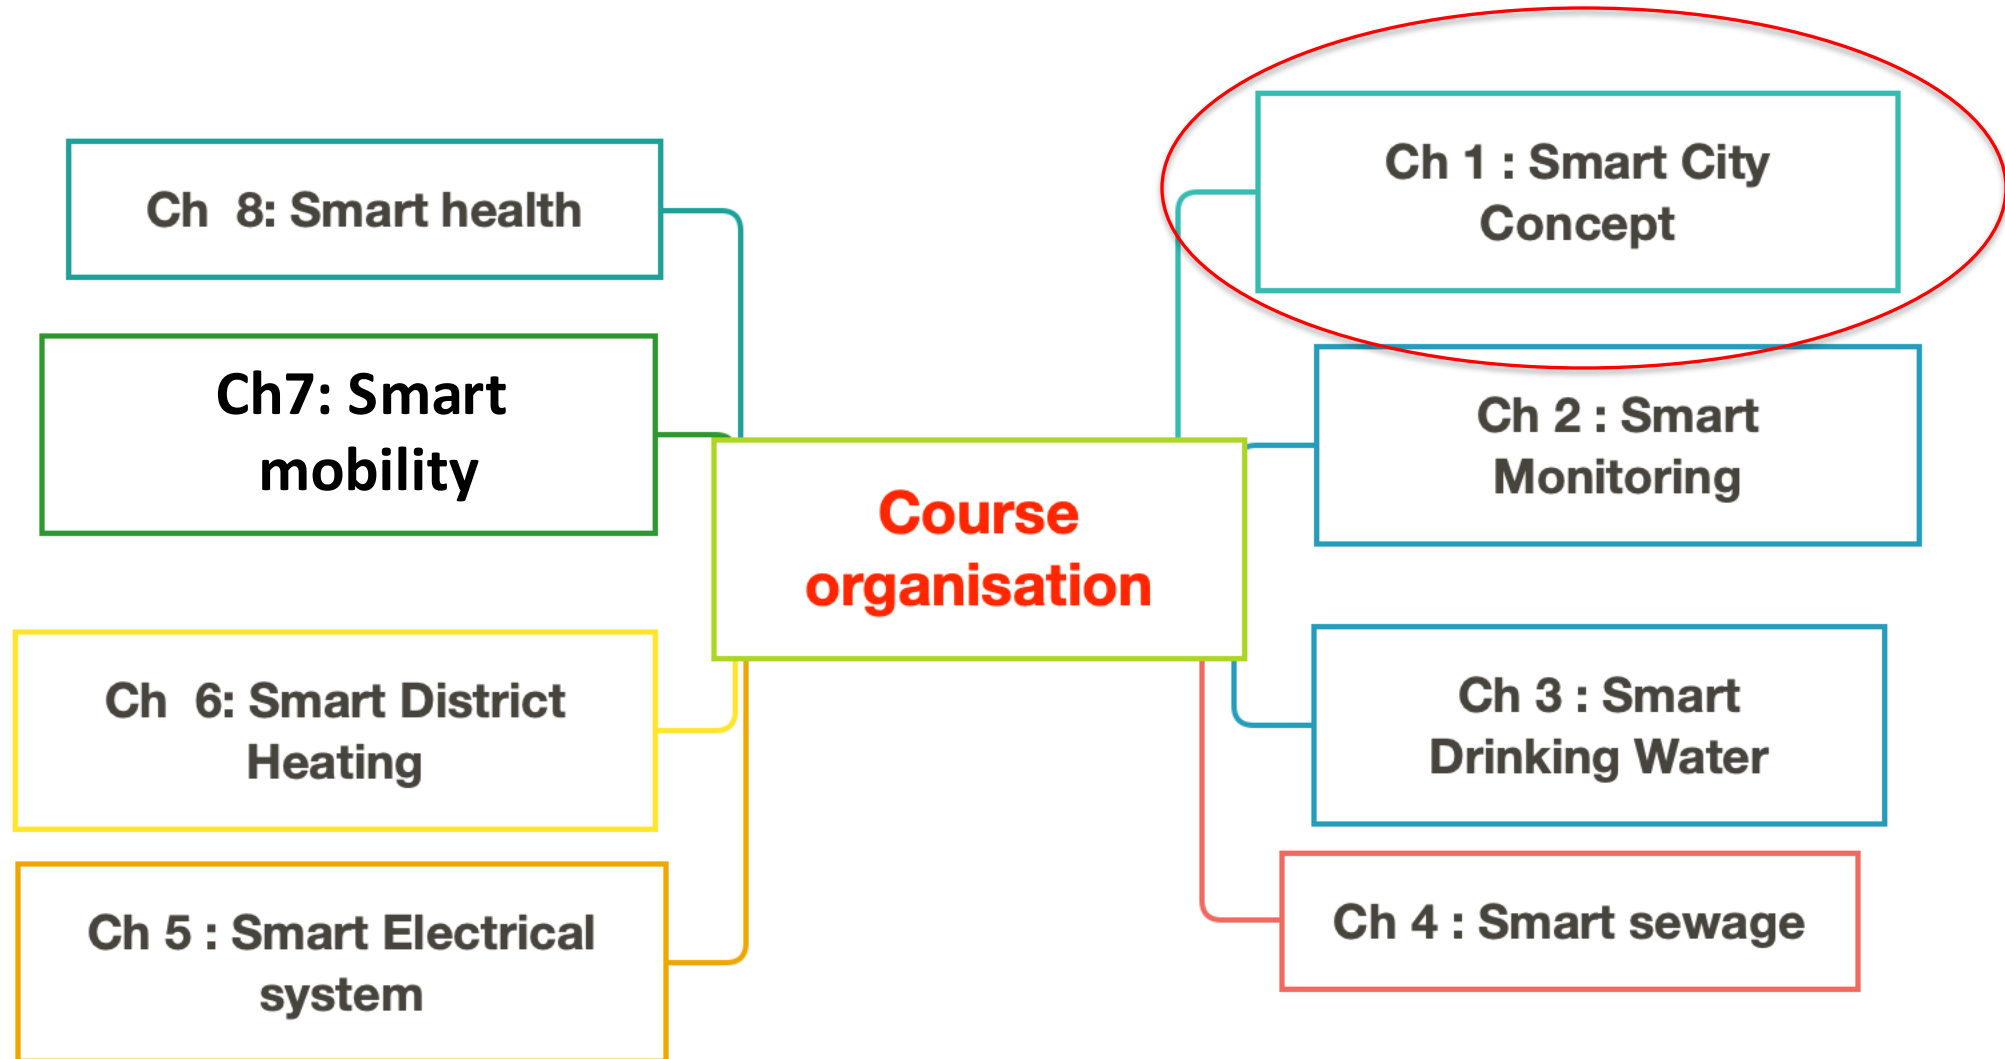 Course
organisation
Ch 1 : Smart City
Concept
Ch 2 : Smart
Monitoring
Ch 3 : Smart
Drinking Water
Ch 4 : Smart sewage
Ch 5 : Smart Electrical
system
Ch  6: Smart District
Heating
Ch7: Smart
mobility
Ch  8: Smart health